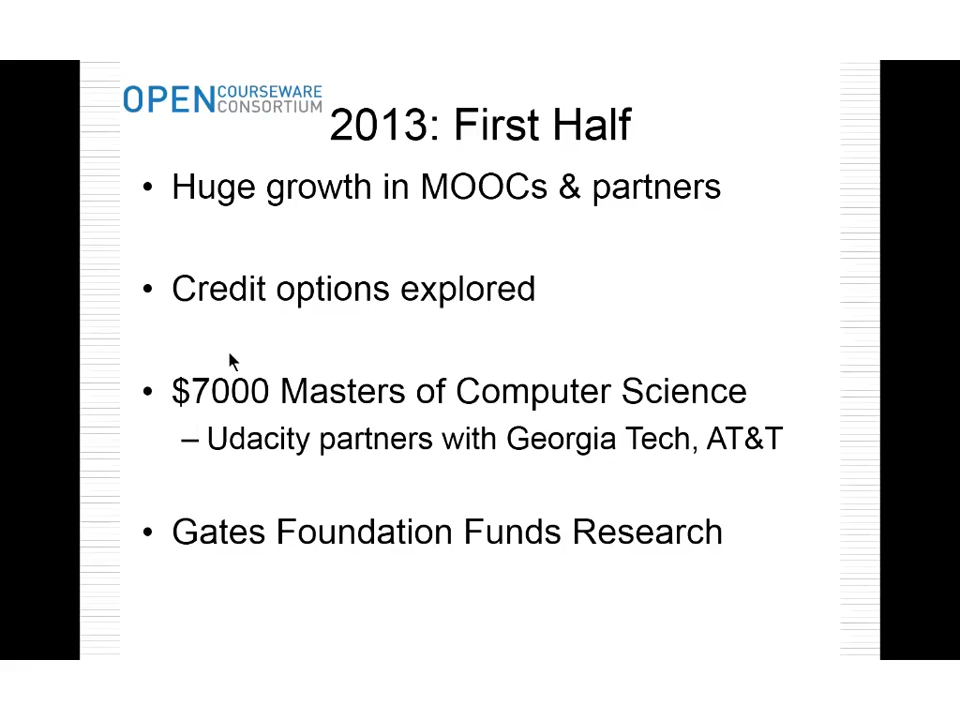 OPEN COURSEWARE CONSORTIUM
2013: First Half
• Huge growth in MOOCs & partners
• Credit options explored
• $7000 Masters of Computer Science
– Udacity partners with Georgia Tech, AT&T
• Gates Foundation Funds Research